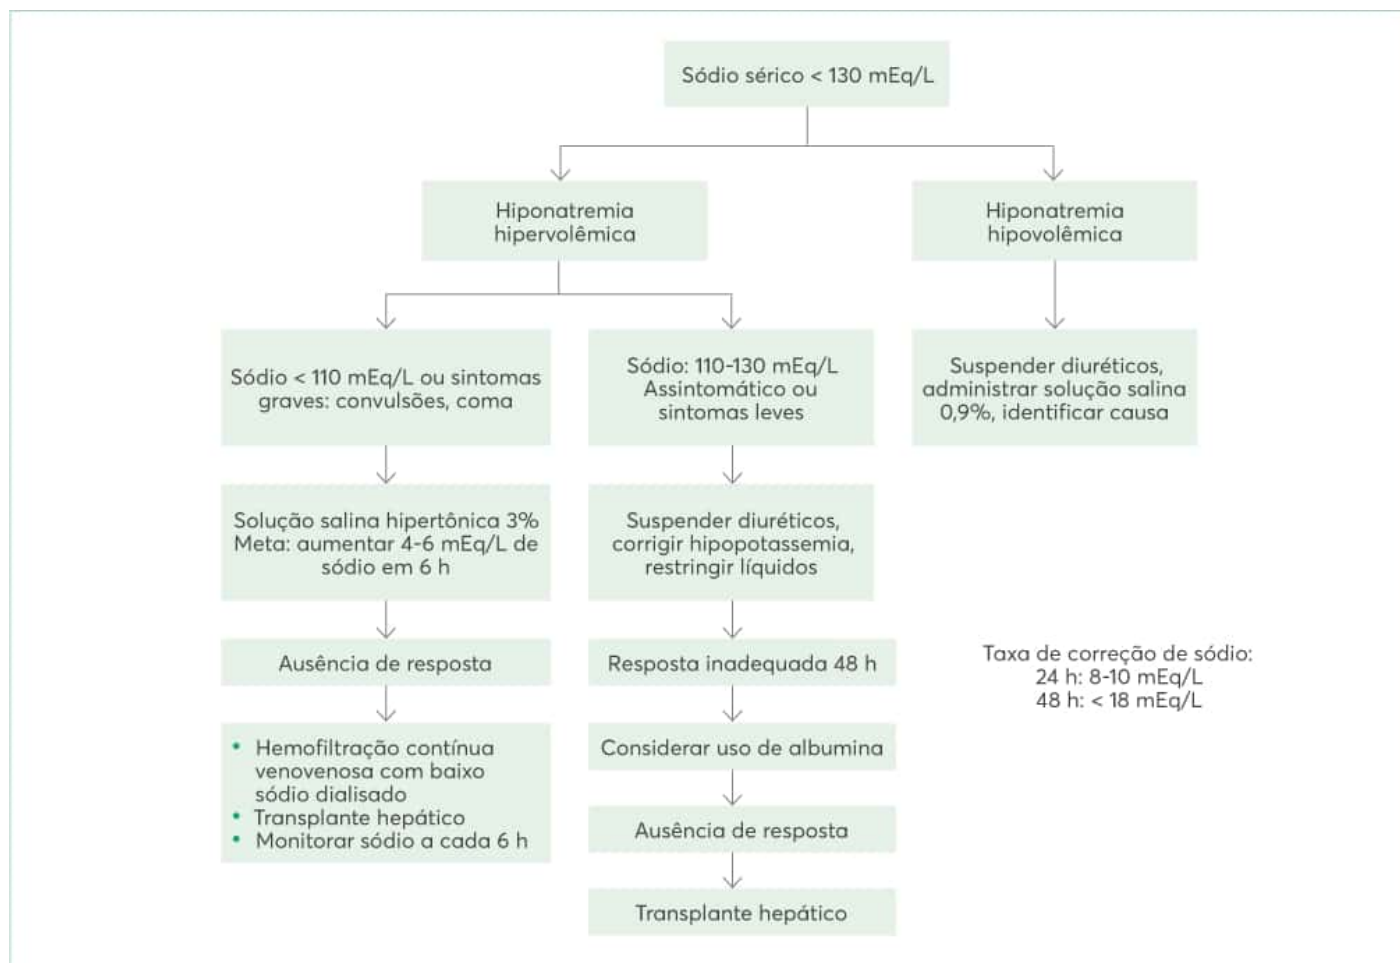 Sódio sérico < 130 mEq/L
Hiponatremia
hipervolêmica
Hiponatremia
hipovolêmica
Sódio < 110 mEq/L ou sintomas
graves: convulsões, coma
Sódio: 110-130 mEq/L
Assintomático ou
sintomas leves
Suspender diuréticos,
administrar solução salina
0,9%, identificar causa
Solução salina hipertônica 3%
Meta: aumentar 4-6 mEq/L de
sódio em 6 h
Suspender diuréticos,
corrigir hipopotassemia,
restringir líquidos
Ausência de resposta
Resposta inadequada 48 h
Taxa de correção de sódio:
24 h: 8-10 mEq/L
48 h: < 18 mEq/L
• Hemofiltração contínua
venovenosa com baixo
sódio dialisado
• Transplante hepático
• Monitorar sódio a cada 6 h
Considerar uso de albumina
Ausência de resposta
Transplante hepático